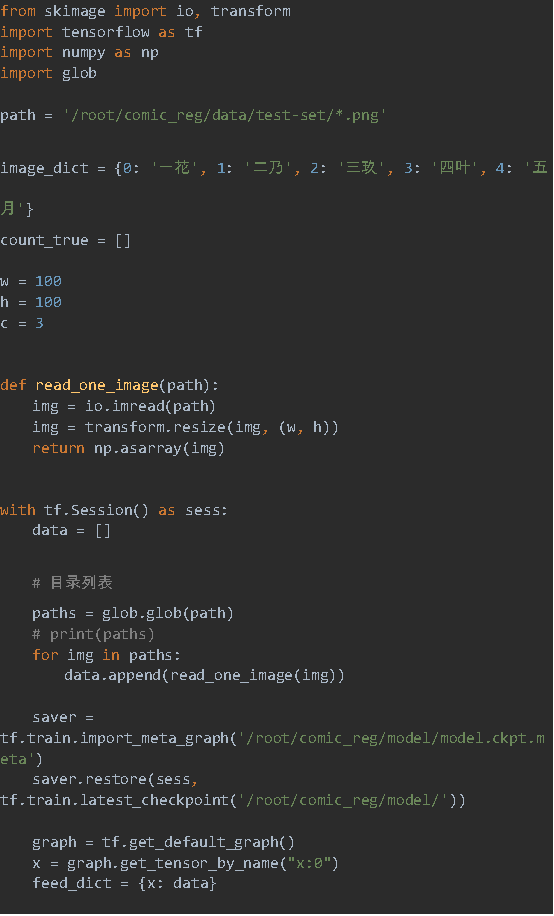 from skimage import io, transform
import tensorflow as tf
import numpy as np
import glob
path = '/root/comic_reg/data/test-set/*.png'
image_dict = {0: '一花', 1: '二乃', 2: '三玖', 3: '四叶', 4: '五
月'}
count_true = []
w = 100
h = 100
c = 3
def read_one_image(path):
    img = io.imread(path)
    img = transform.resize(img, (w, h))
    return np.asarray(img)
with tf.Session() as sess:
    data = []
    # 目录列表
    paths = glob.glob(path)
    # print(paths)
    for img in paths:
        data.append(read_one_image(img))
    saver =
tf.train.import_meta_graph('/root/comic_reg/model/model.ckpt.m
eta')
    saver.restore(sess,
tf.train.latest_checkpoint('/root/comic_reg/model/'))
    graph = tf.get_default_graph()
    x = graph.get_tensor_by_name("x:0")
    feed_dict = {x: data}